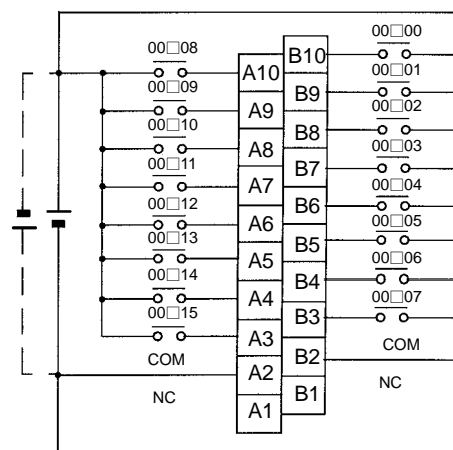 00□08
00□09
00□10
00□11
00□12
00□13
00□14
00□15
COM
NC
A10
A9
A8
A7
A6
A5
A4
A3
A2
A1
B10
B9
B8
B7
B6
B5
B4
B3
B2
B1
00□00
00□01
00□02
00□03
00□04
00□05
00□06
00□07
COM
NC